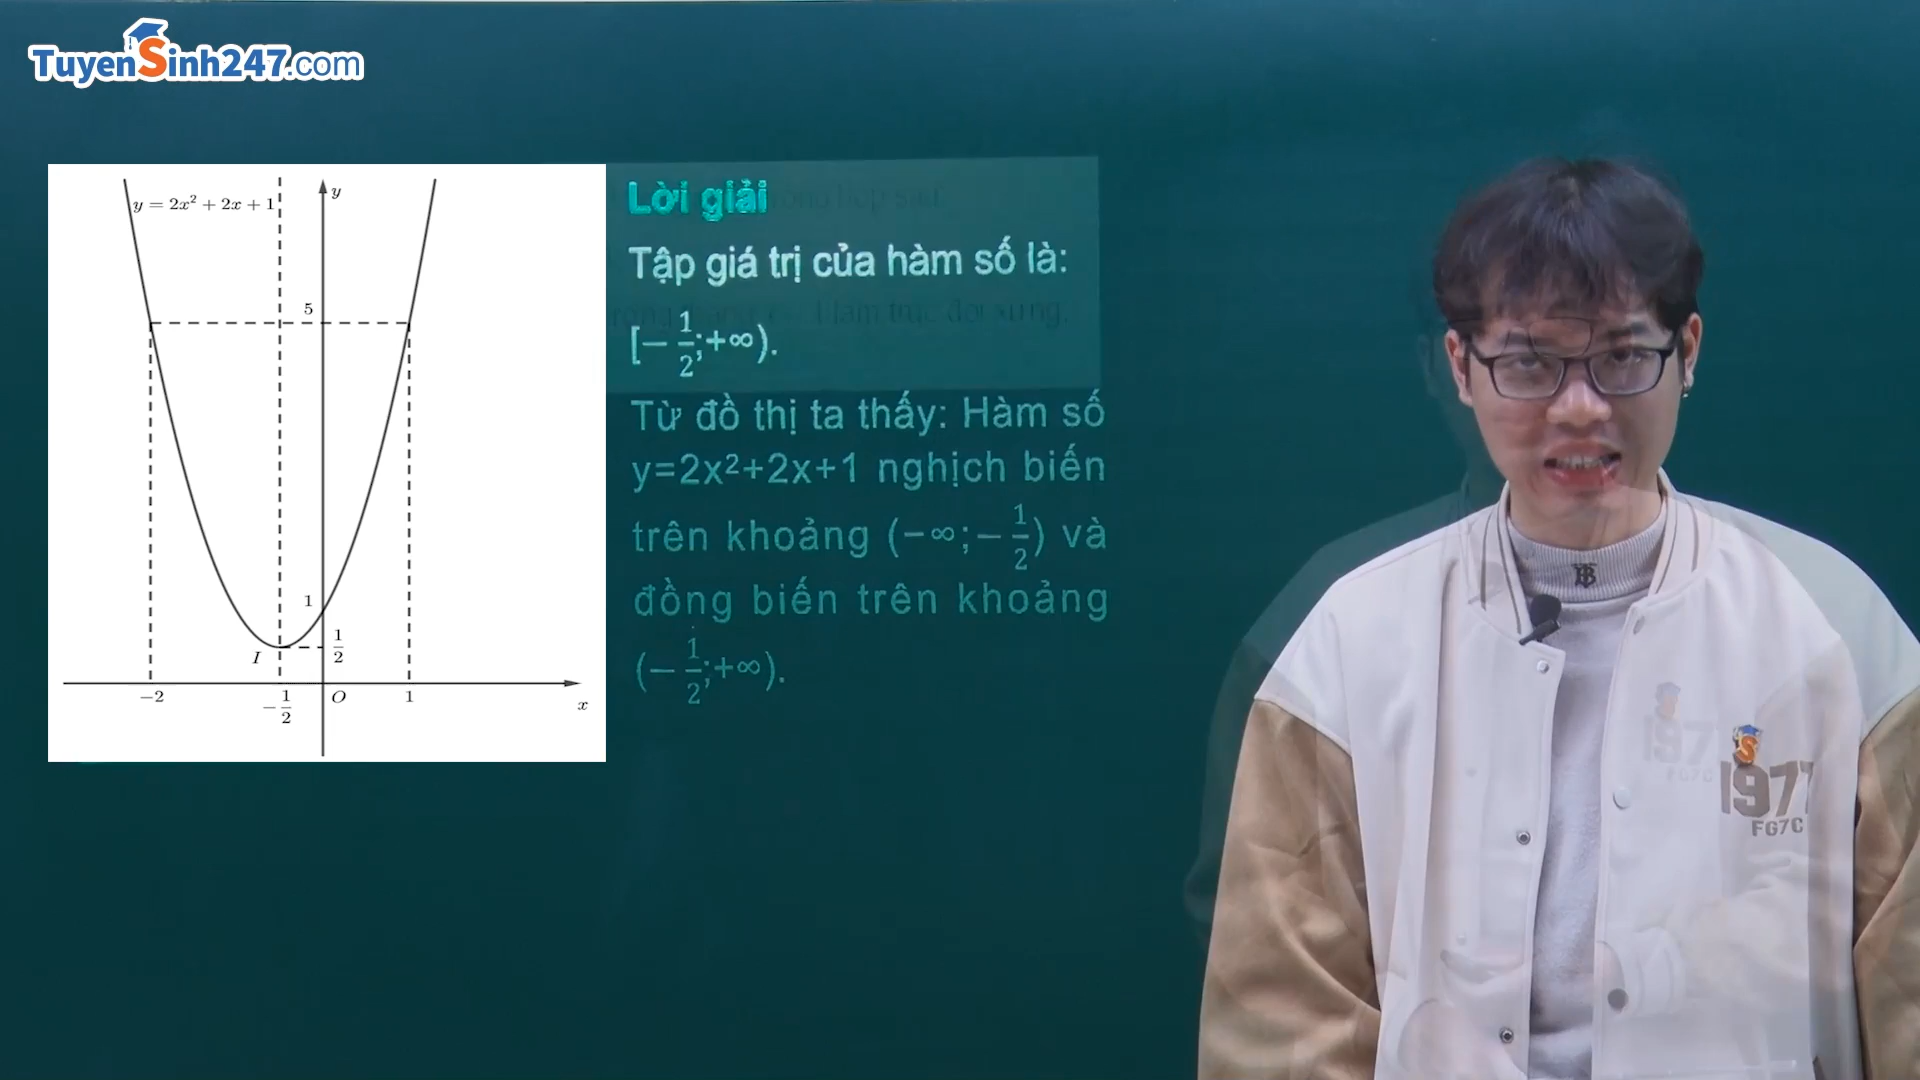 TuyenSinh247.com
y = 2x² + 2x + 1
y
5
1
1/2
I
-2
-1/2
O
1
x
Lời giải
Tập giá trị của hàm số là:
[-1/2;+∞).
Từ đồ thị ta thấy: Hàm số
y=2x²+2x+1 nghịch biến
trên khoảng (-∞;-1/2) và
đồng biến trên khoảng
(-1/2;+∞).
1977
FG7C